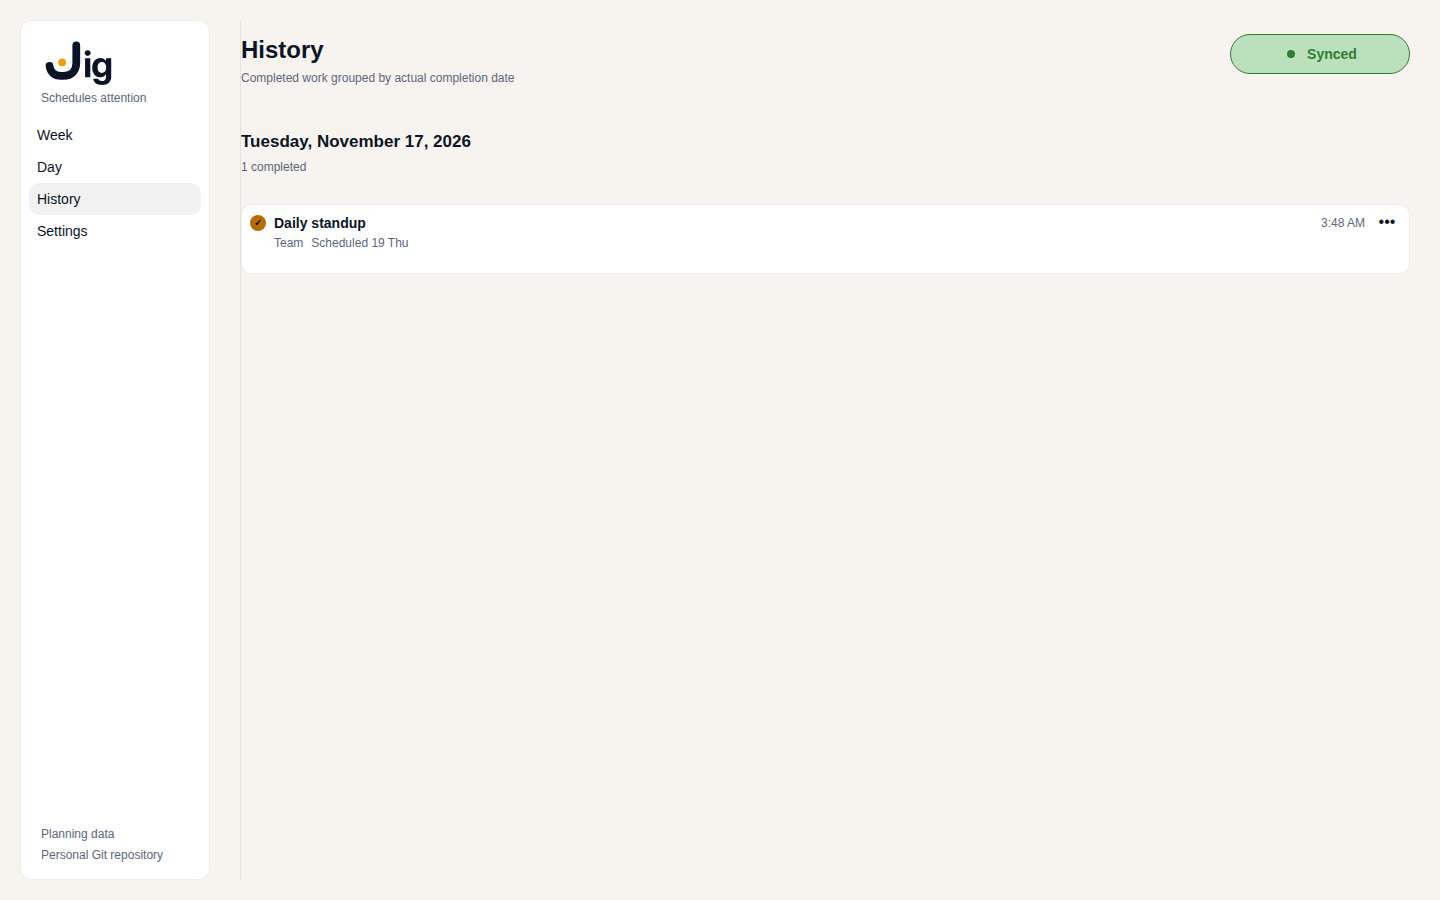 Jig
Schedules attention
Week
Day
History
Settings
Planning data
Personal Git repository
History
Completed work grouped by actual completion date
Synced
Tuesday, November 17, 2026
1 completed
Daily standup
3:48 AM •••
Team Scheduled 19 Thu